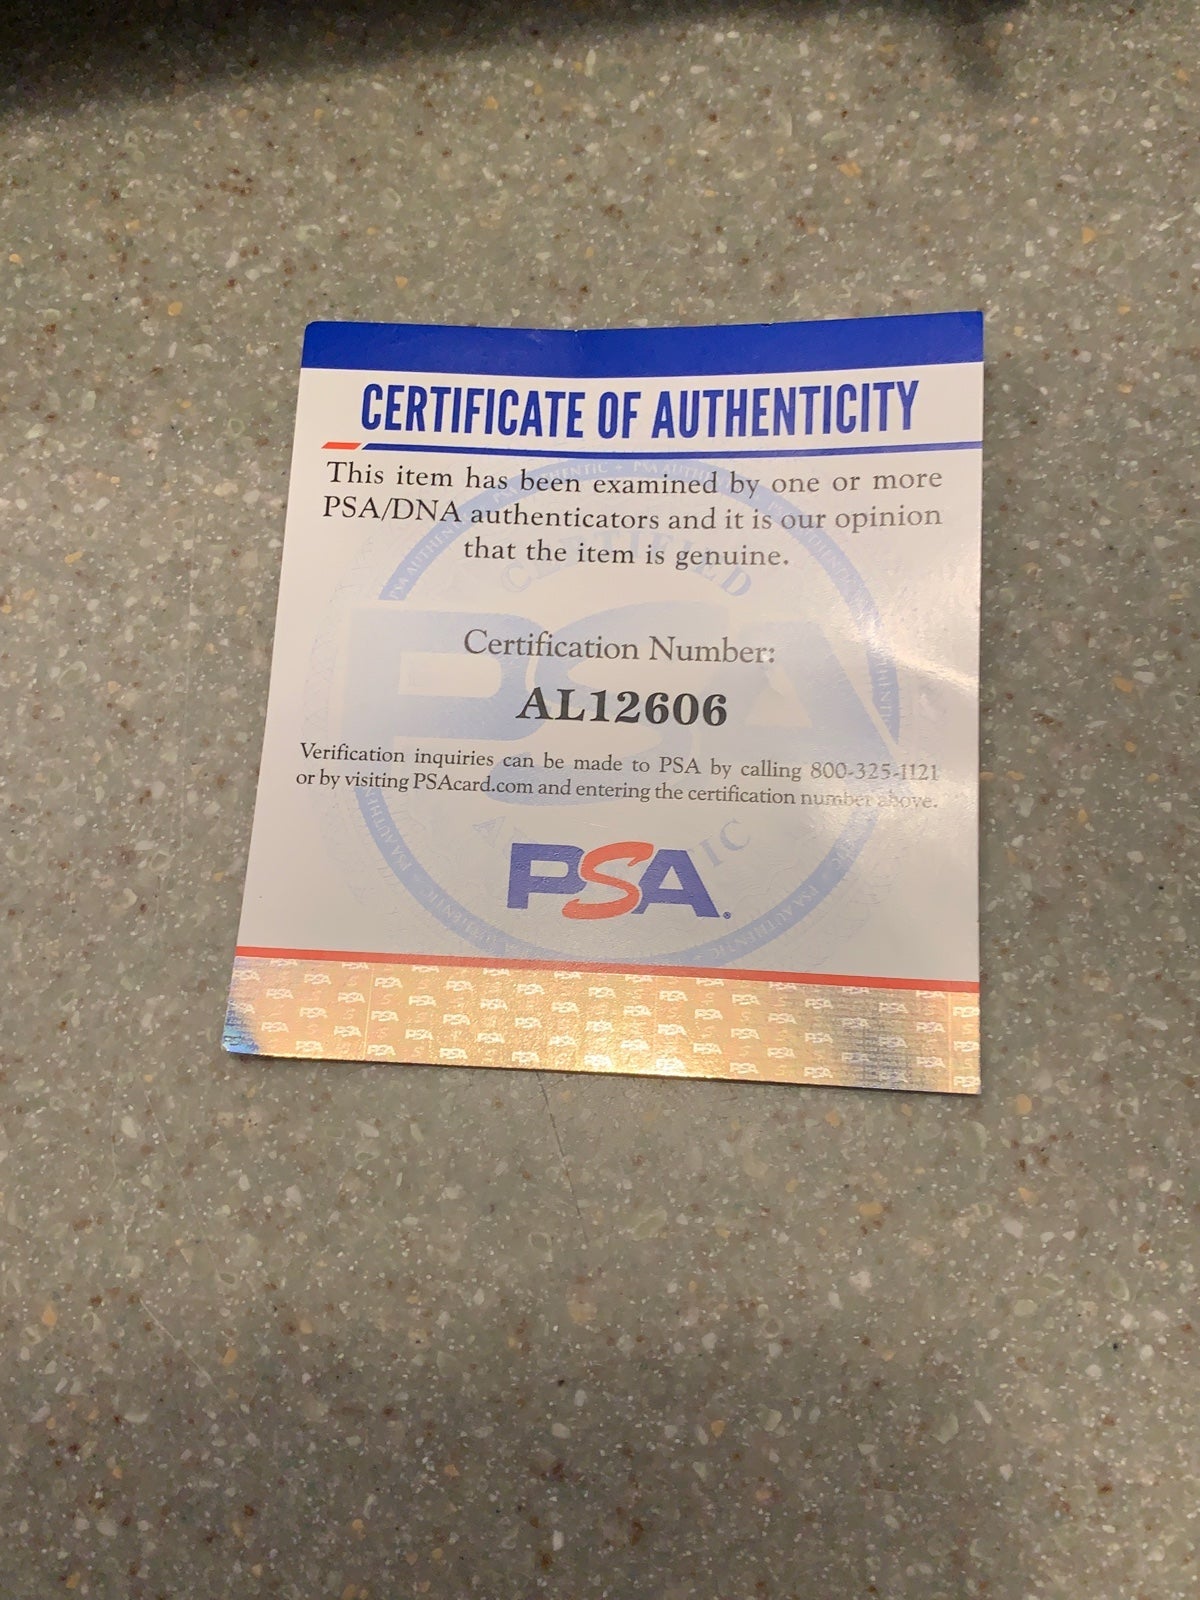 CERTIFICATE OF AUTHENTICITY
This item has been examined by one or more
PSA/DNA authenticators and it is our opinion
that the item is genuine.
Certification Number:
AL12606
Verification inquiries can be made to PSA by calling 800-325-1121
or by visiting PSAcard.com and entering the certification number above.
PSA